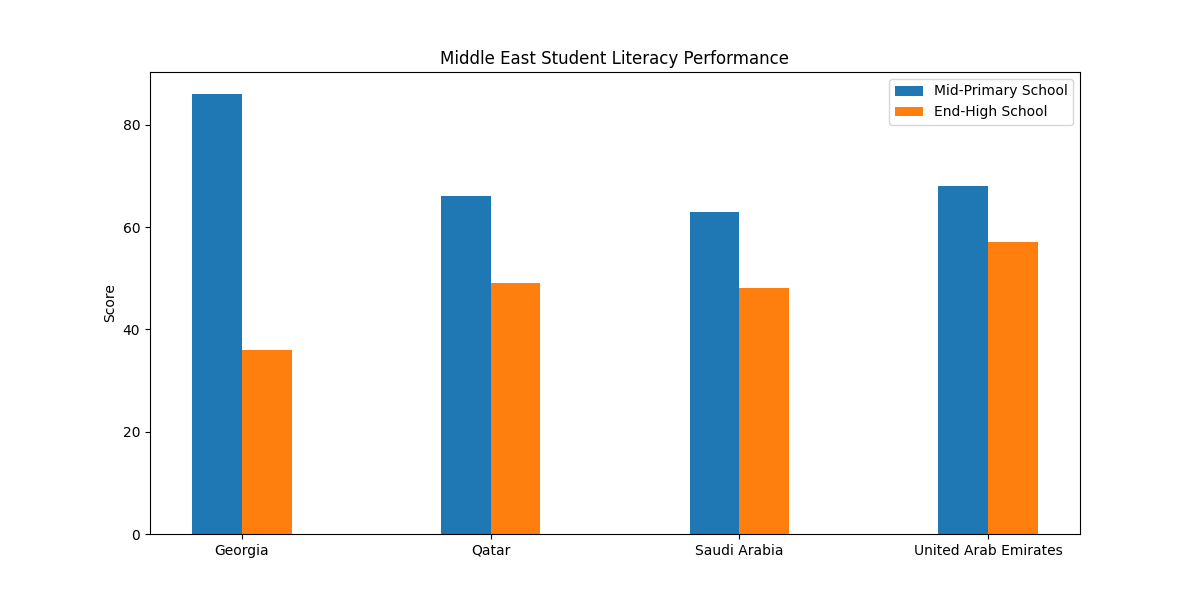 Middle East Student Literacy Performance
Mid-Primary School
End-High School
Score
80
60
40
20
0
Georgia Qatar Saudi Arabia United Arab Emirates